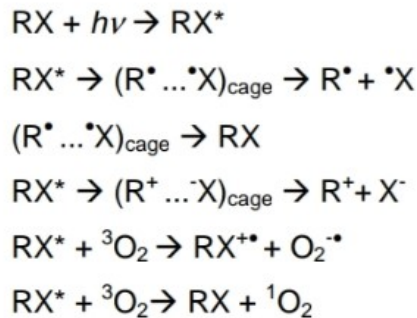 RX + hν → RX*
RX* → (R• ...•X)cage → R• + •X
(R• ...•X)cage → RX
RX* → (R⁺ ...⁻X)cage → R⁺+ X⁻
RX* + ³O₂ → RX⁺• + O₂⁻•
RX* + ³O₂→ RX + ¹O₂